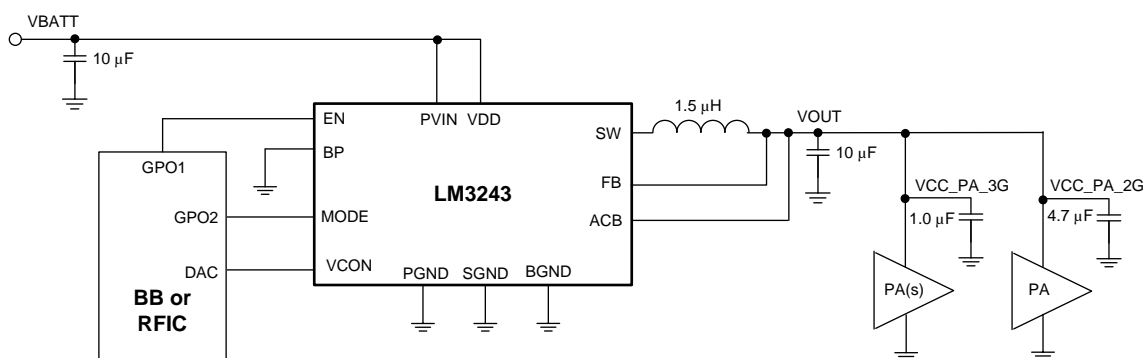 VBATT
10 μF
1.5 μH
VOUT
EN
PVIN VDD
SW
GPO1
BP
10 μF
LM3243
FB
VCC_PA_3G
VCC_PA_2G
GPO2
MODE
ACB
1.0 μF
4.7 μF
DAC
VCON
PGND SGND BGND
BB or
RFIC
PA(s)
PA